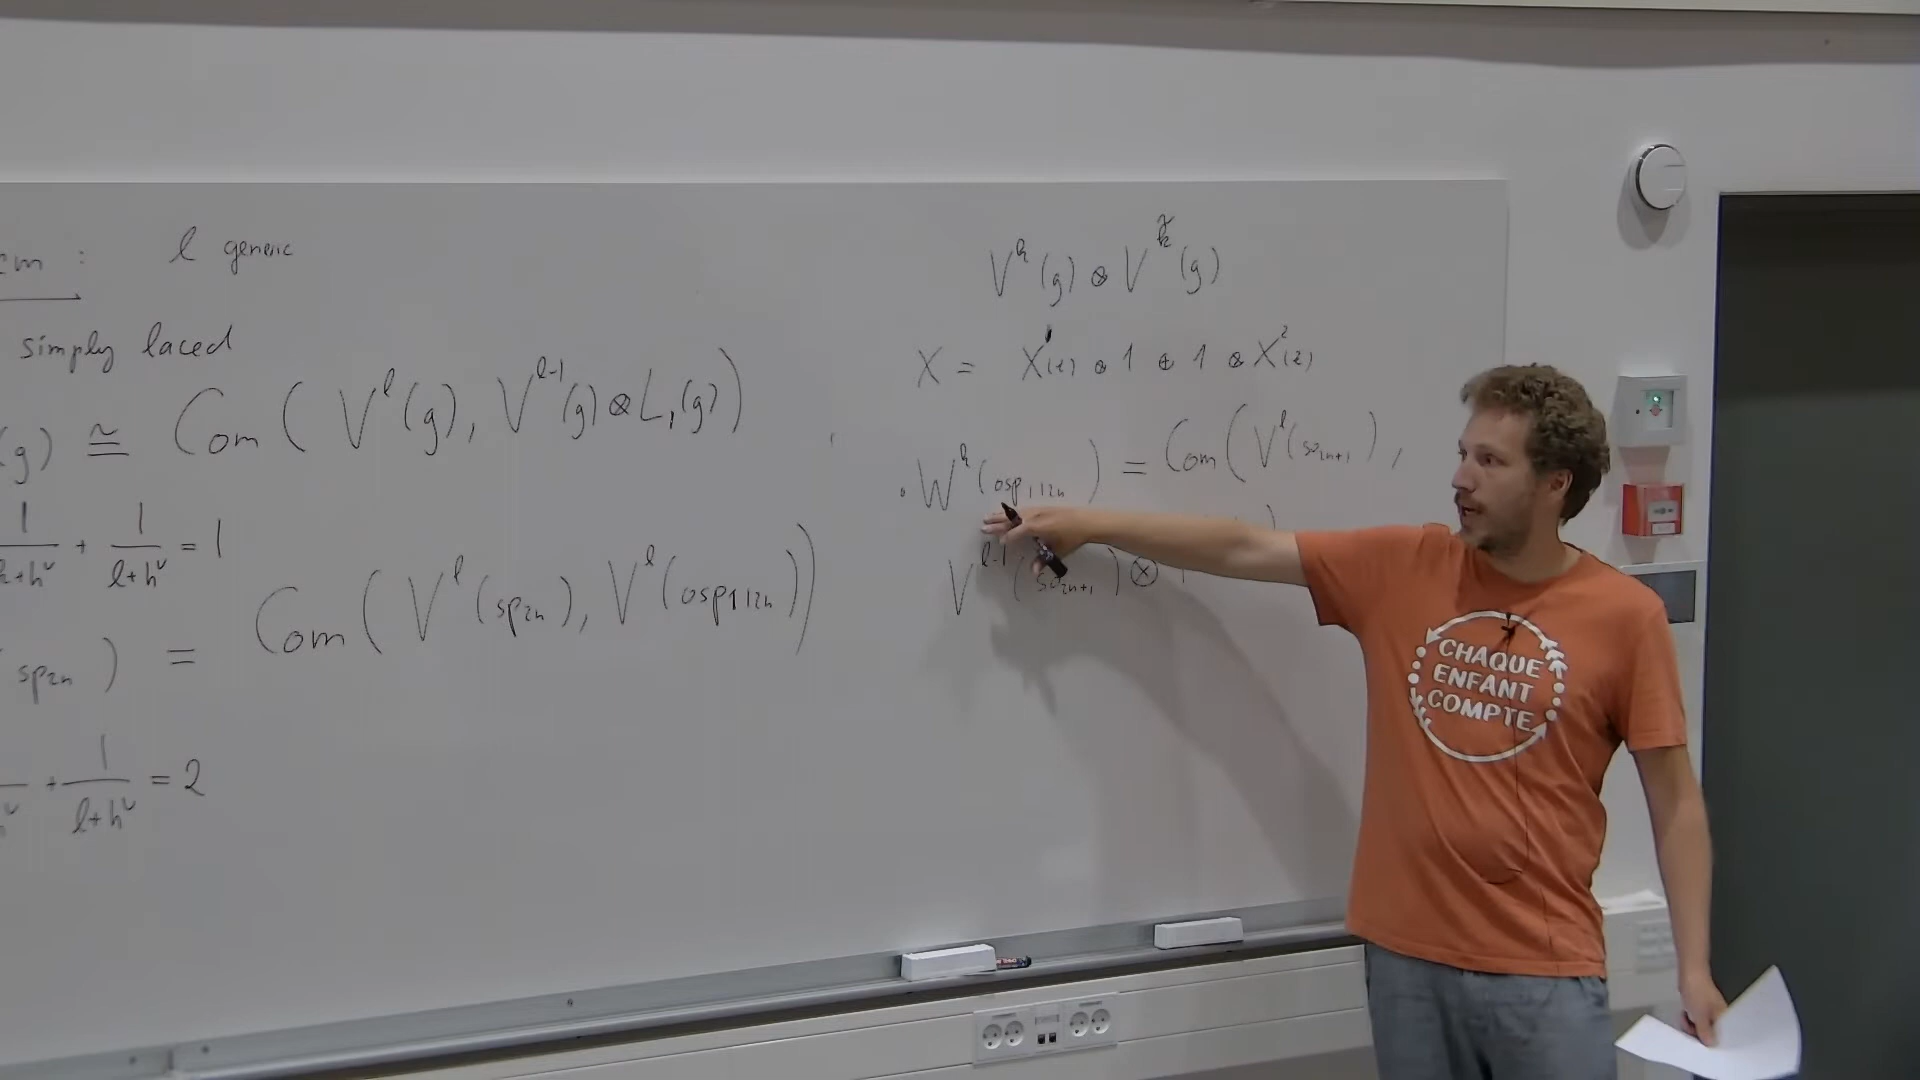 l generic
simply laced
g) ≅ Com ( V^l (g), V^{l-1} (g) ⊗ L_1 (g) )
1/(k+h^∨) + 1/(l+h^∨) = 1
sp_{2n} ) = Com ( V^l (sp_{2n}), V^l (osp_{1|2n}) )
+ 1/(l+h^∨) = 2
V^k (g) ⊗ V^{k̃} (g)
X = X^1(z) ⊗ 1 ⊕ 1 ⊗ X^2(z)
· W^k (osp_{1|2n}) = Com ( V^l (so_{2n+1}),
V^{l-1} (so_{2n+1}) ⊗
CHAQUE
ENFANT
COMPTE